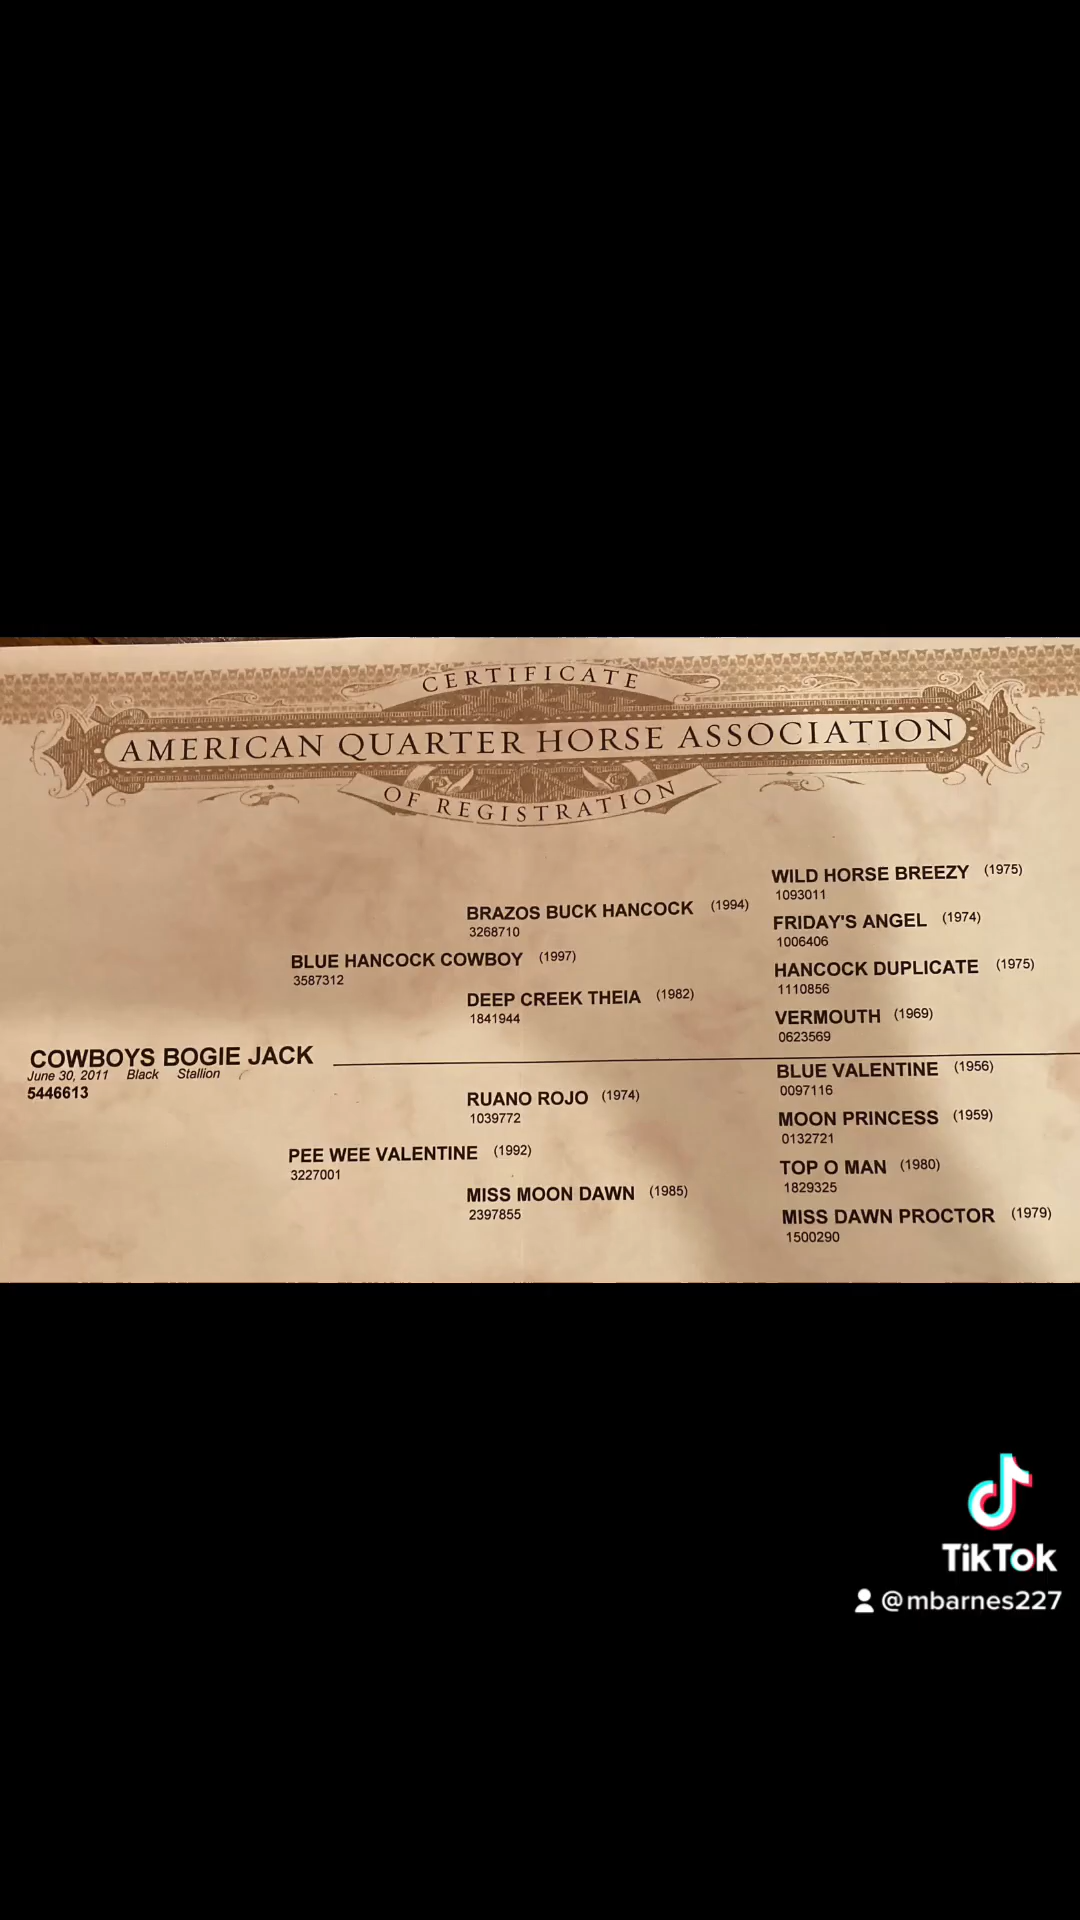 CERTIFICATE
AMERICAN QUARTER HORSE ASSOCIATION
OF REGISTRATION
WILD HORSE BREEZY (1975)
1093011
BRAZOS BUCK HANCOCK (1994)
3268710
FRIDAY'S ANGEL (1974)
1006406
BLUE HANCOCK COWBOY (1997)
3587312
HANCOCK DUPLICATE (1975)
1110856
DEEP CREEK THEIA (1982)
1841944
VERMOUTH (1969)
0623569
COWBOYS BOGIE JACK
June 30, 2011 Black Stallion
5446613
BLUE VALENTINE (1956)
0097116
RUANO ROJO (1974)
1039772
MOON PRINCESS (1959)
0132721
PEE WEE VALENTINE (1992)
3227001
TOP O MAN (1980)
1829325
MISS MOON DAWN (1985)
2397855
MISS DAWN PROCTOR (1979)
1500290
TikTok
@mbarnes227